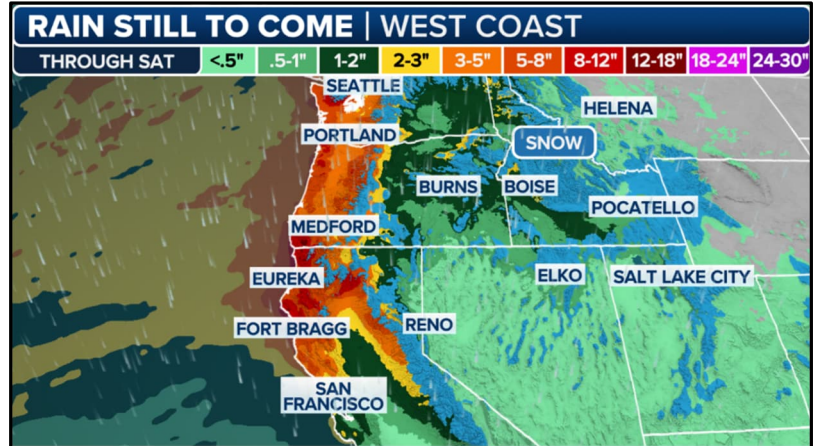 RAIN STILL TO COME | WEST COAST
THROUGH SAT <.5" .5-1" 1-2" 2-3" 3-5" 5-8" 8-12" 12-18" 18-24" 24-30"
SEATTLE
HELENA
PORTLAND
SNOW
BURNS BOISE
POCATELLO
MEDFORD
EUREKA
ELKO
SALT LAKE CITY
FORT BRAGG
RENO
SAN
FRANCISCO